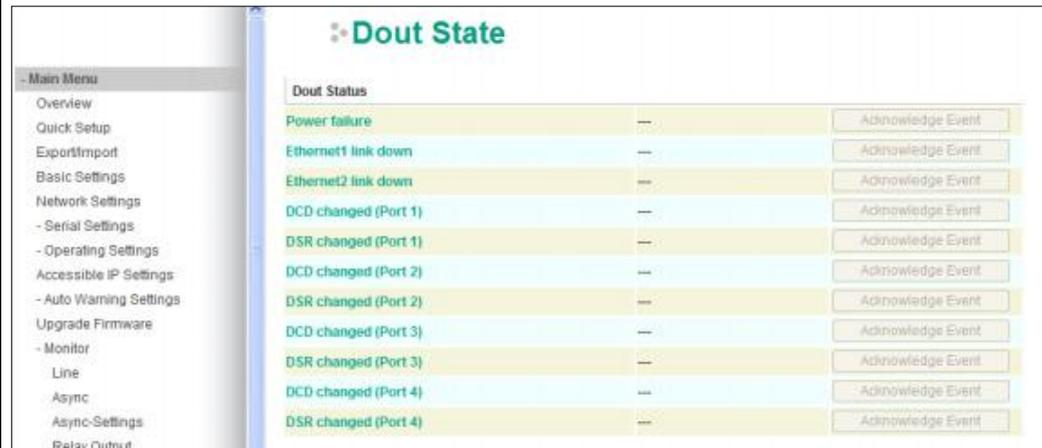 Dout State
- Main Menu
Overview
Quick Setup
Export/Import
Basic Settings
Network Settings
- Serial Settings
- Operating Settings
Accessible IP Settings
- Auto Warning Settings
Upgrade Firmware
- Monitor
Line
Async
Async-Settings
Relay Output
Dout Status
Power failure --- Acknowledge Event
Ethernet1 link down --- Acknowledge Event
Ethernet2 link down --- Acknowledge Event
DCD changed (Port 1) --- Acknowledge Event
DSR changed (Port 1) --- Acknowledge Event
DCD changed (Port 2) --- Acknowledge Event
DSR changed (Port 2) --- Acknowledge Event
DCD changed (Port 3) --- Acknowledge Event
DSR changed (Port 3) --- Acknowledge Event
DCD changed (Port 4) --- Acknowledge Event
DSR changed (Port 4) --- Acknowledge Event